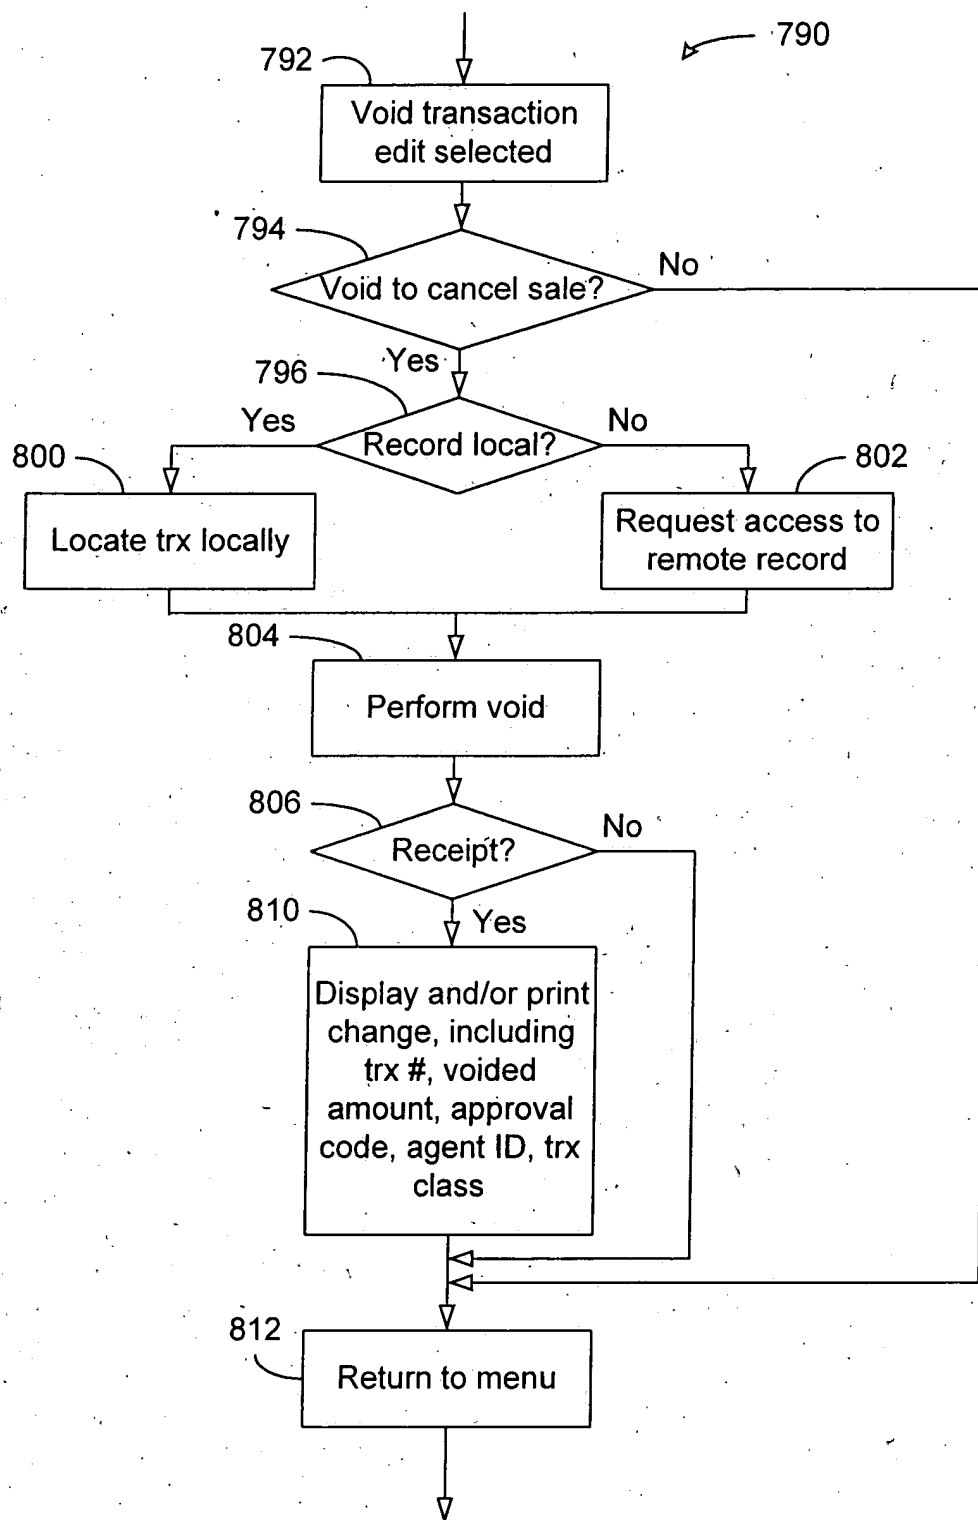 790
792
Void transaction
edit selected
794
Void to cancel sale?
No
Yes
796
Record local?
Yes
No
800
Locate trx locally
802
Request access to
remote record
804
Perform void
806
Receipt?
No
Yes
810
Display and/or print
change, including
trx #, voided
amount, approval
code, agent ID, trx
class
812
Return to menu